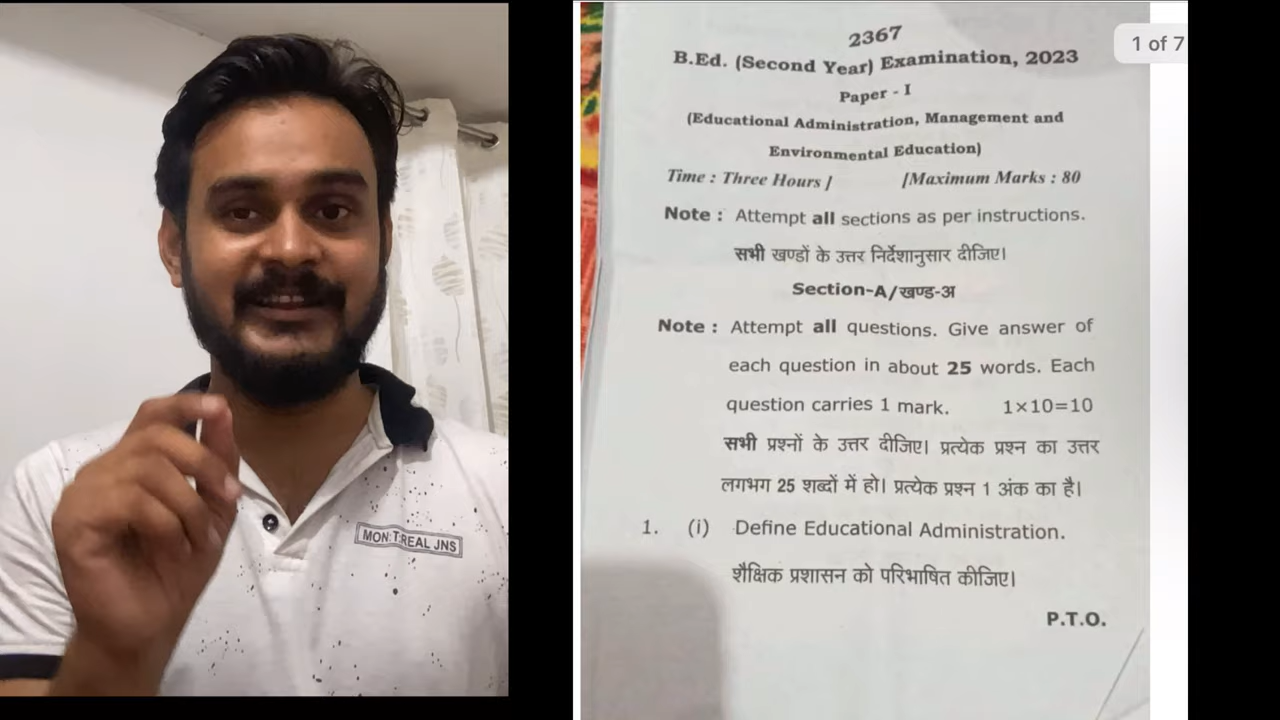 MON:T:REAL JNS
1 of 7
2367
B.Ed. (Second Year) Examination, 2023
Paper - I
(Educational Administration, Management and
Environmental Education)
Time : Three Hours ] [Maximum Marks : 80
Note : Attempt all sections as per instructions.
सभी खण्डों के उत्तर निर्देशानुसार दीजिए।
Section-A/खण्ड-अ
Note : Attempt all questions. Give answer of
each question in about 25 words. Each
question carries 1 mark. 1×10=10
सभी प्रश्नों के उत्तर दीजिए। प्रत्येक प्रश्न का उत्तर
लगभग 25 शब्दों में हो। प्रत्येक प्रश्न 1 अंक का है।
1. (i) Define Educational Administration.
शैक्षिक प्रशासन को परिभाषित कीजिए।
P.T.O.